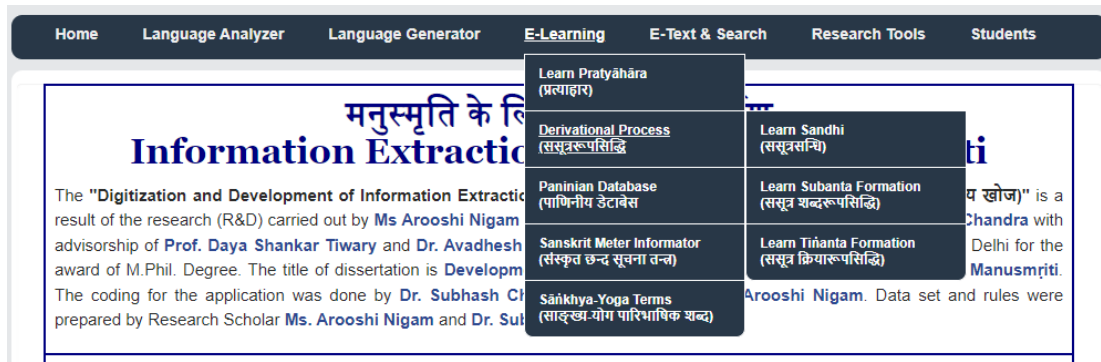 Home Language Analyzer Language Generator E-Learning E-Text & Search Research Tools Students
Learn Pratyāhāra
(प्रत्याहार)
Derivational Process
(ससूत्ररूपसिद्धि
Paninian Database
(पाणिनीय डेटाबेस
Sanskrit Meter Informator
(संस्कृत छन्द सूचना तन्त्र)
Sāṅkhya-Yoga Terms
(साङ्ख्य-योग पारिभाषिक शब्द)
Learn Sandhi
(ससूत्रसन्धि)
Learn Subanta Formation
(ससूत्र शब्दरूपसिद्धि)
Learn Tiṅanta Formation
(ससूत्र क्रियारूपसिद्धि)
मनुस्मृति के
Information
The "Digitization and Development of Information खोज)" is a
result of the research (R&D) carried out by Ms Arooshi Nigam Chandra with
advisorship of Prof. Daya Shankar Tiwary and Dr. Avadhesh Delhi for the
award of M.Phil. Degree. The title of dissertation is Manusmṛiti.
The coding for the application was done by Dr. Subhash Arooshi Nigam. Data set and rules were
prepared by Research Scholar Ms. Arooshi Nigam and Dr.